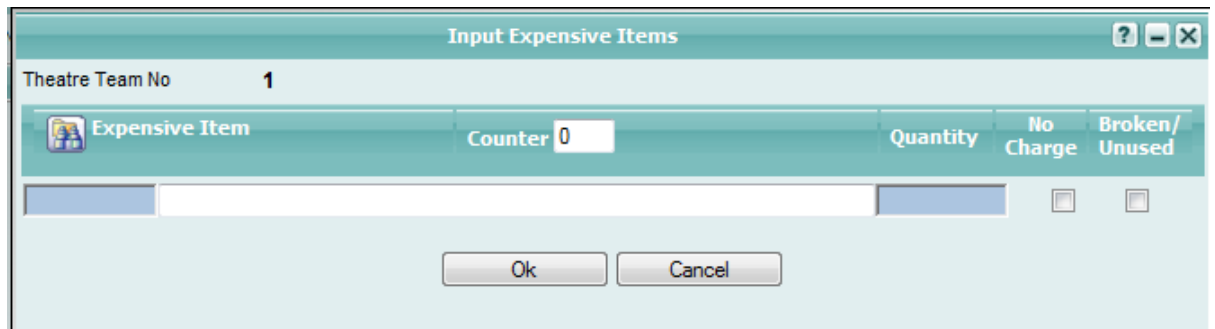 Input Expensive Items
?
Theatre Team No 1
Expensive Item Counter 0 Quantity No Charge Broken/ Unused
Ok Cancel